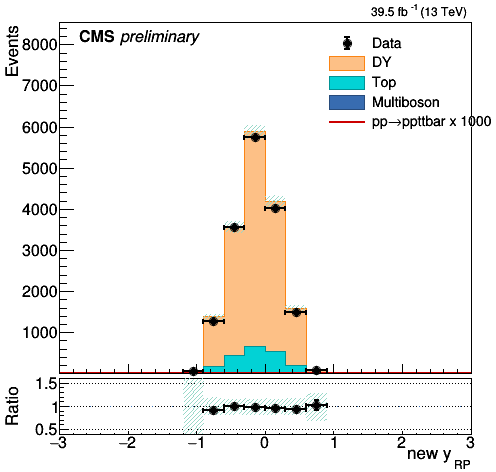 39.5 fb⁻¹ (13 TeV)
CMS preliminary
Events
8000
7000
6000
5000
4000
3000
2000
1000
Data
DY
Top
Multiboson
pp→ppttbar x 1000
Ratio
1.5
1
0.5
−3 −2 −1 0 1 2 3
new y_RP